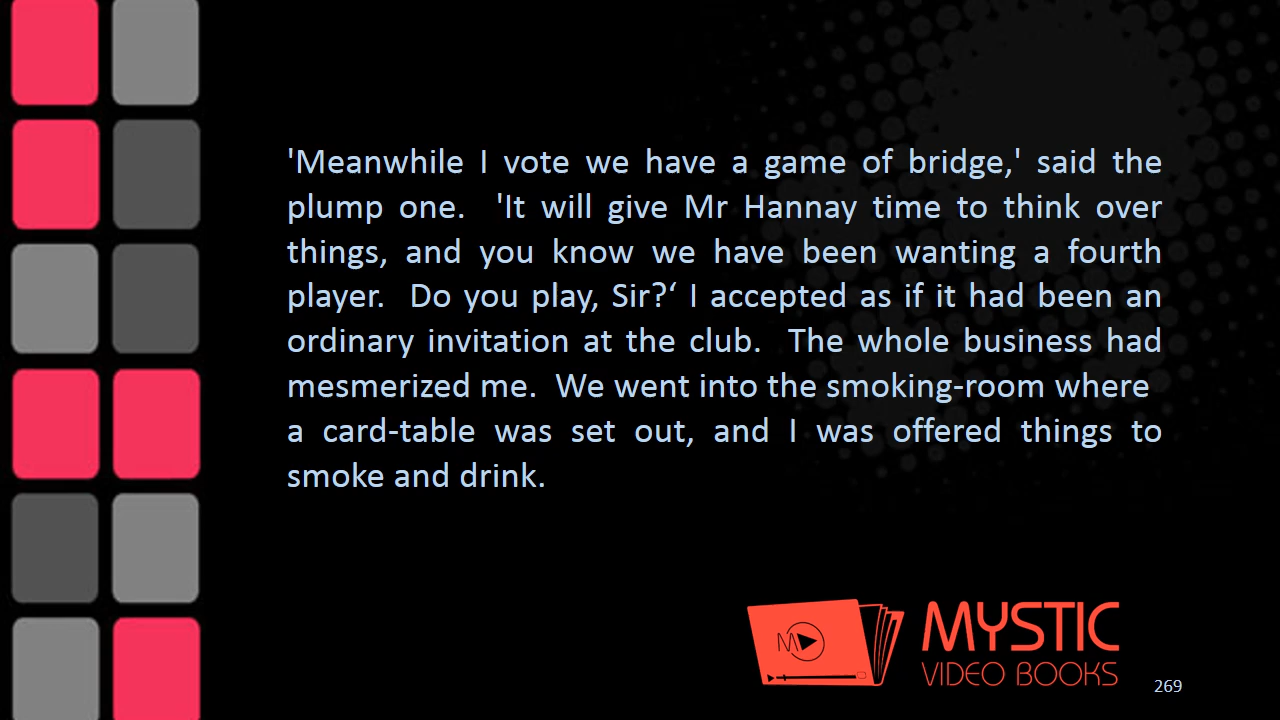 'Meanwhile I vote we have a game of bridge,' said the
plump one.  'It will give Mr Hannay time to think over
things, and you know we have been wanting a fourth
player.  Do you play, Sir?‘ I accepted as if it had been an
ordinary invitation at the club.  The whole business had
mesmerized me.  We went into the smoking-room where
a card-table was set out, and I was offered things to
smoke and drink.
M
MYSTIC
VIDEO BOOKS
269